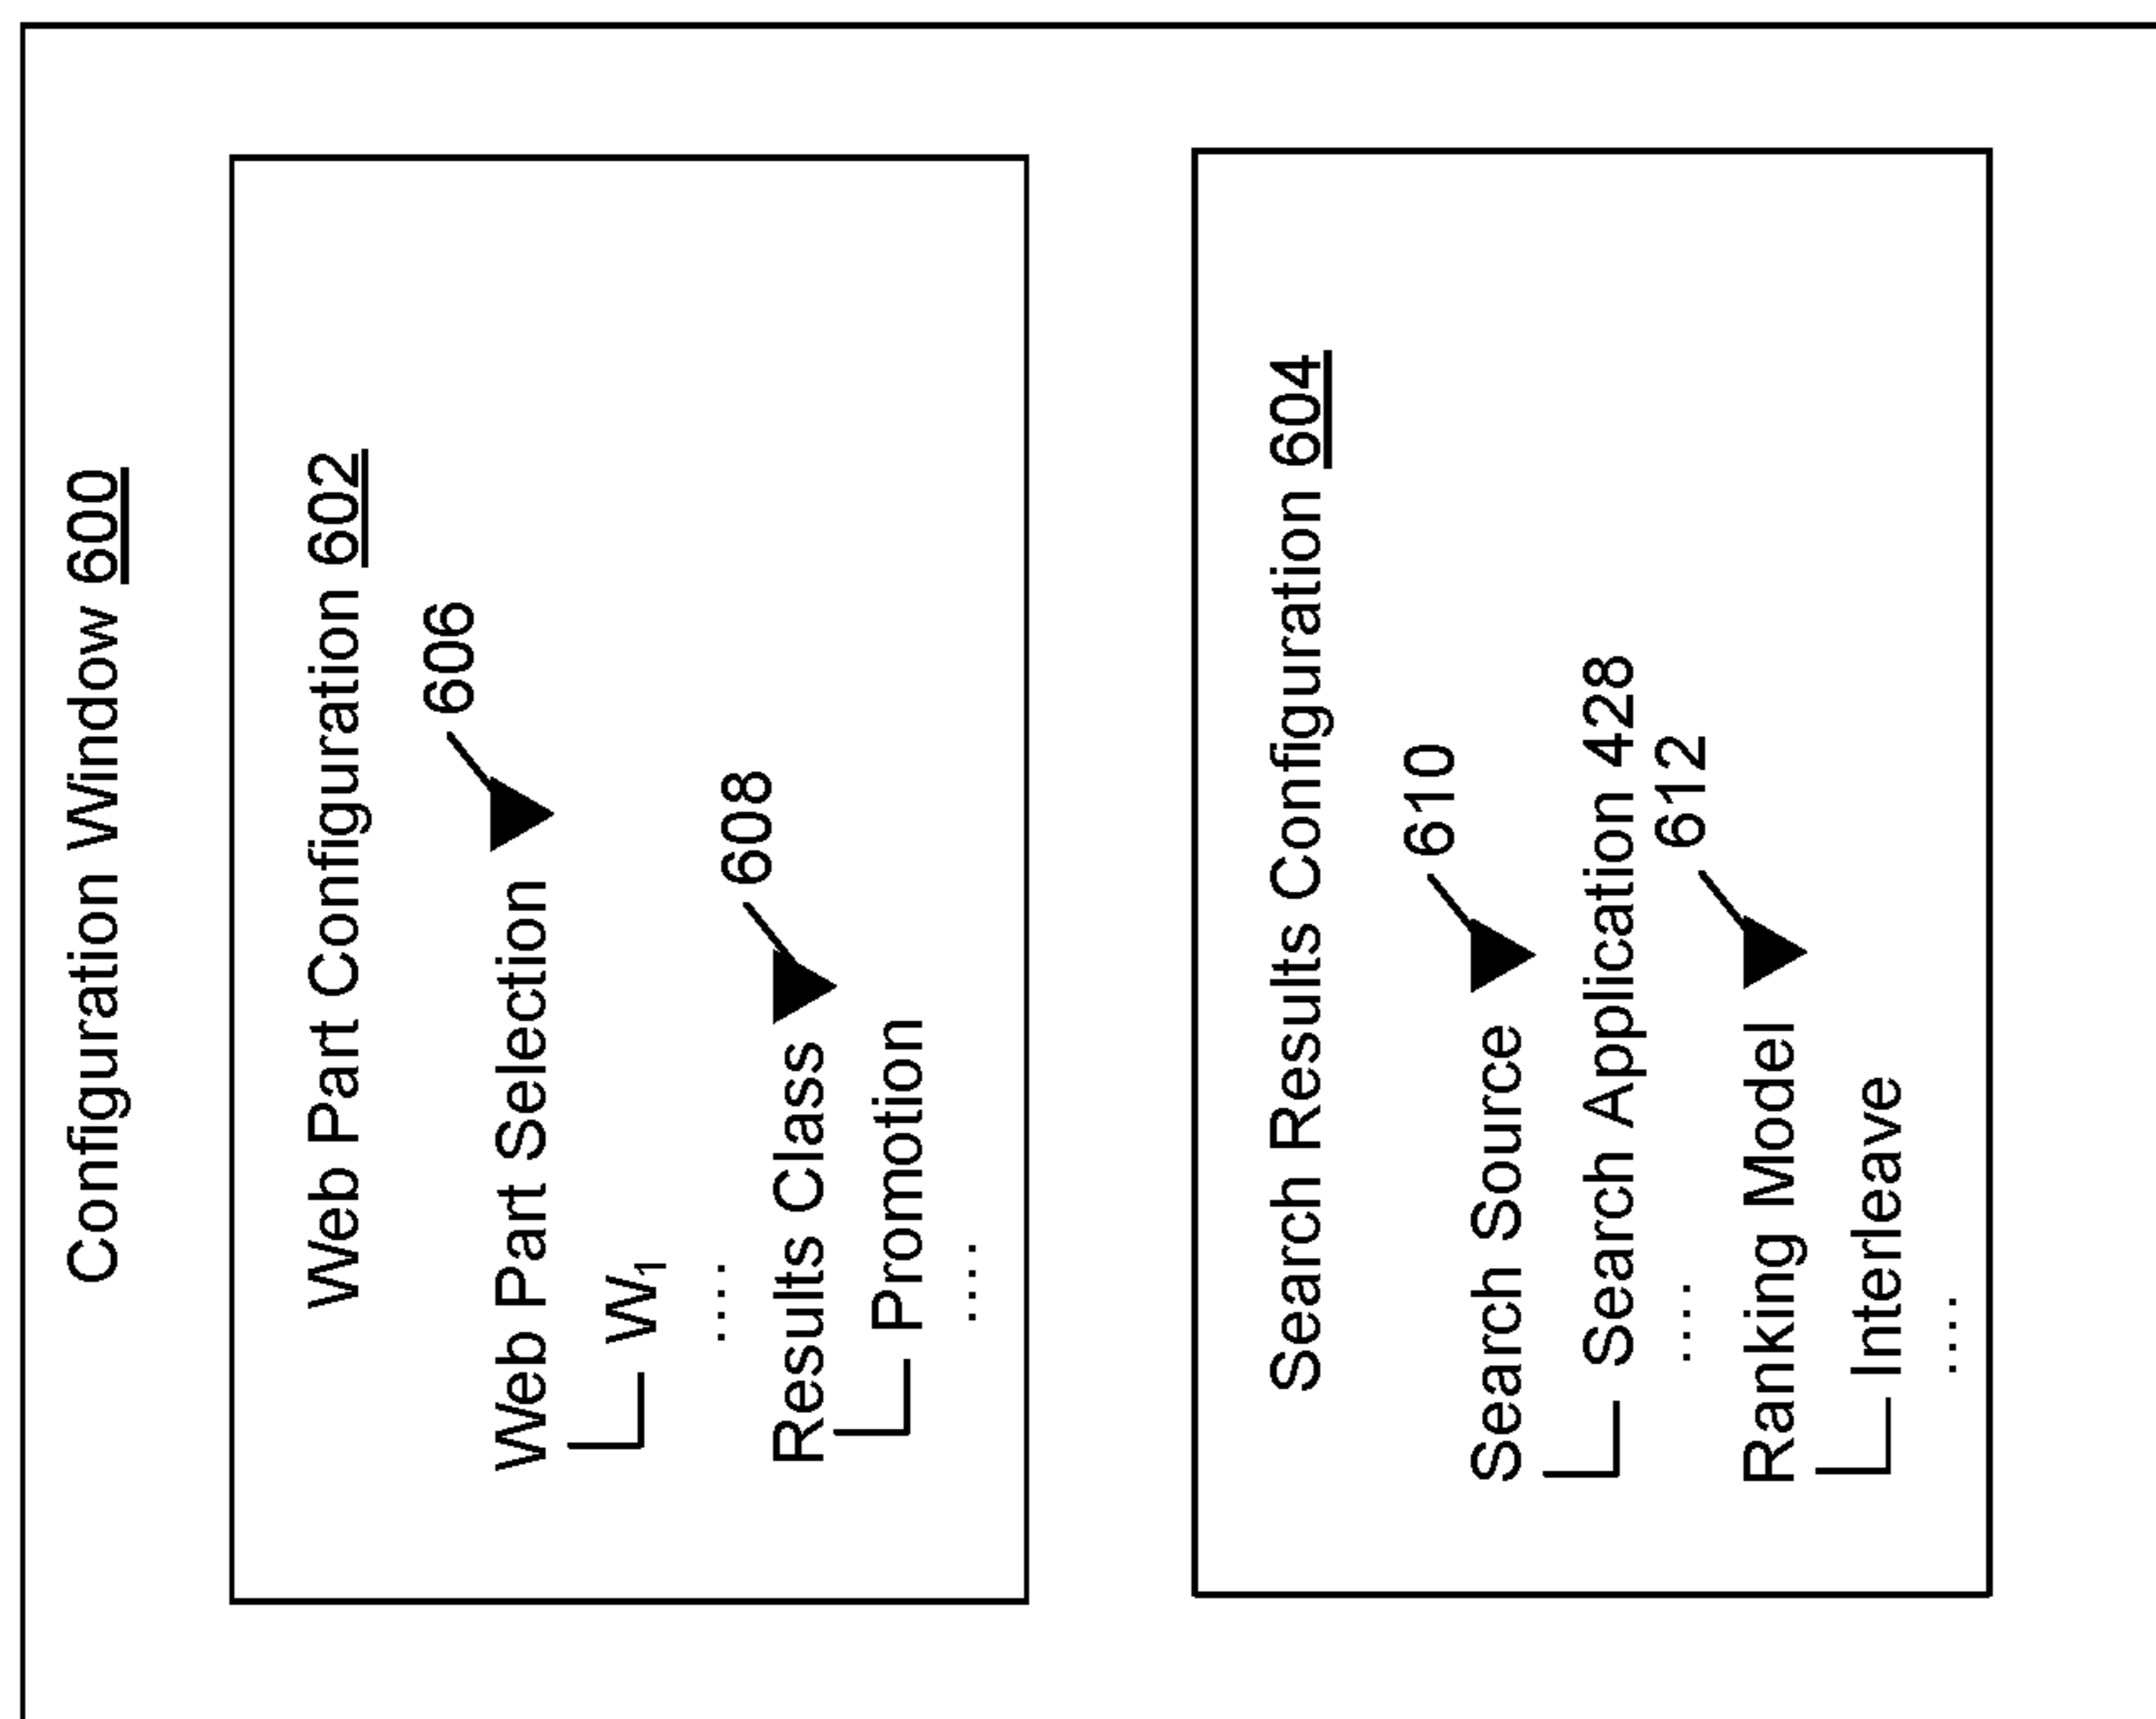 Configuration Window 600
Web Part Configuration 602
606
Web Part Selection
W1
....
608
Results Class
Promotion
....
Search Results Configuration 604
610
Search Source
Search Application 428
....
612
Ranking Model
Interleave
....